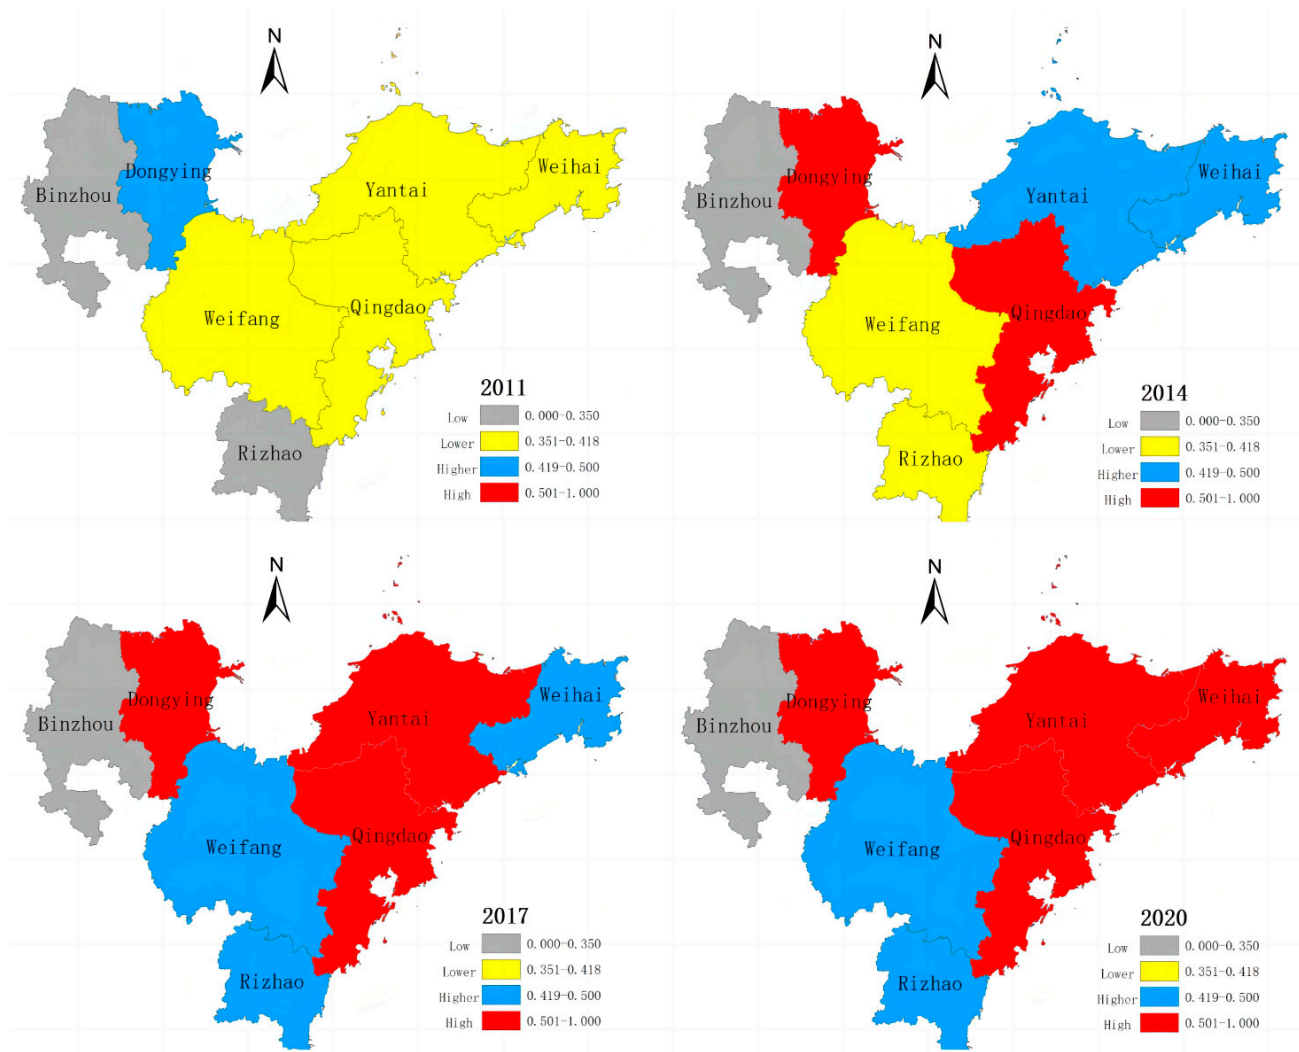 N
Binzhou
Dongying
Yantai
Weihai
Weifang
Qingdao
Rizhao
2011
Low 0.000-0.350
Lower 0.351-0.418
Higher 0.419-0.500
High 0.501-1.000
N
Binzhou
Dongying
Yantai
Weihai
Weifang
Qingdao
Rizhao
2014
Low 0.000-0.350
Lower 0.351-0.418
Higher 0.419-0.500
High 0.501-1.000
N
Binzhou
Dongying
Yantai
Weihai
Weifang
Qingdao
Rizhao
2017
Low 0.000-0.350
Lower 0.351-0.418
Higher 0.419-0.500
High 0.501-1.000
N
Binzhou
Dongying
Yantai
Weihai
Weifang
Qingdao
Rizhao
2020
Low 0.000-0.350
Lower 0.351-0.418
Higher 0.419-0.500
High 0.501-1.000